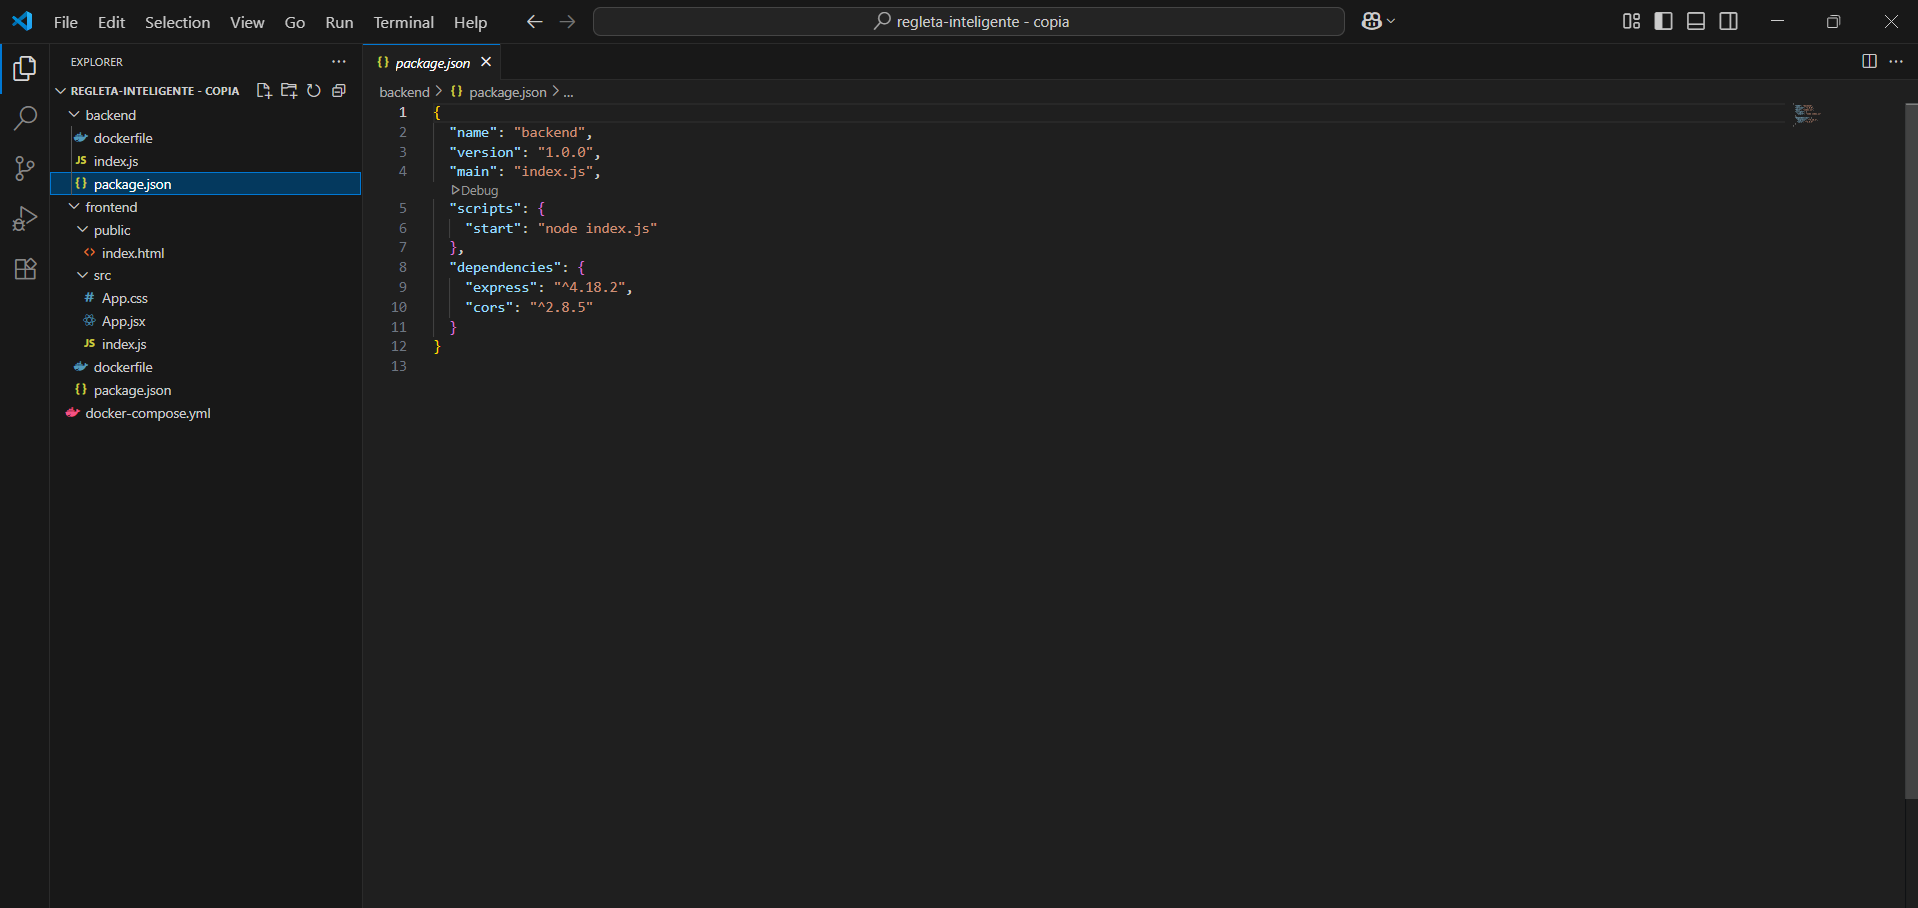 File Edit Selection View Go Run Terminal Help
regleta-inteligente - copia
EXPLORER
REGLETA-INTELIGENTE - COPIA
backend
dockerfile
JS index.js
{} package.json
frontend
public
<> index.html
src
# App.css
App.jsx
JS index.js
dockerfile
{} package.json
docker-compose.yml
{} package.json
backend > {} package.json > ...
1 {
2 "name": "backend",
3 "version": "1.0.0",
4 "main": "index.js",
Debug
5 "scripts": {
6 "start": "node index.js"
7 },
8 "dependencies": {
9 "express": "^4.18.2",
10 "cors": "^2.8.5"
11 }
12 }
13